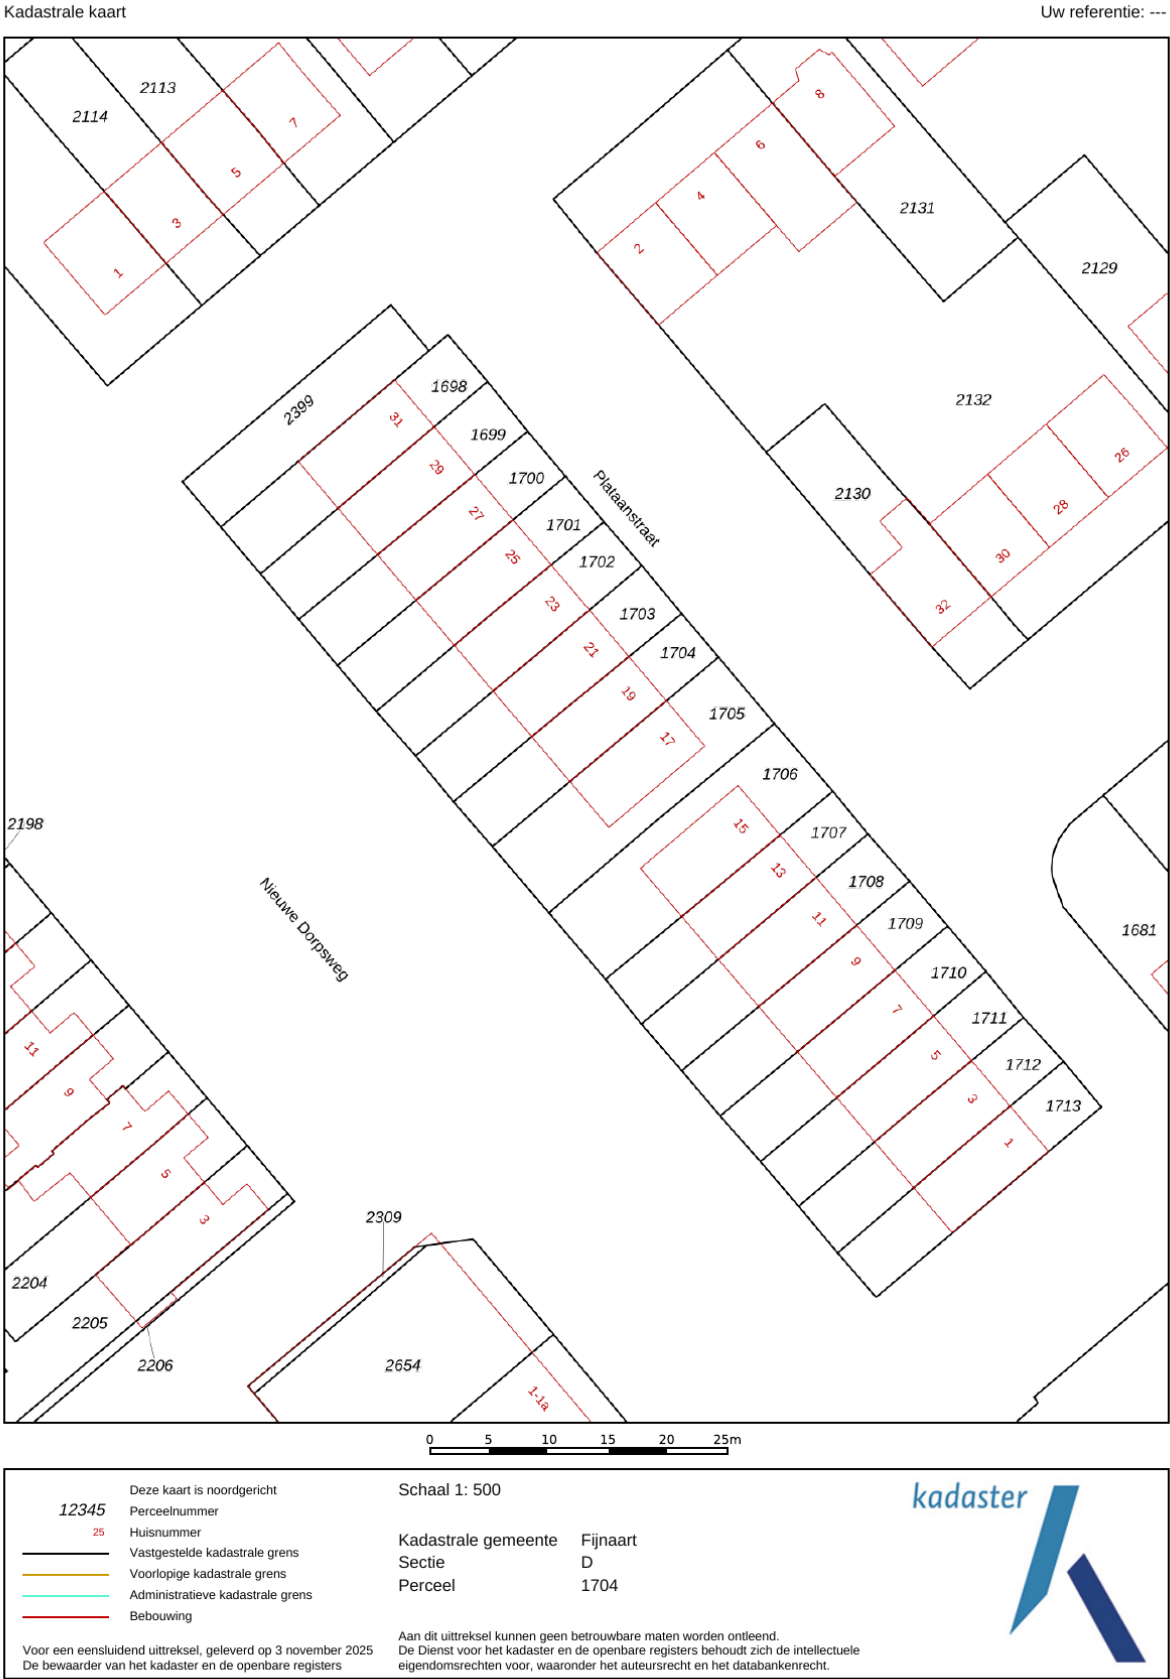 Kadastrale kaart
Uw referentie: ---
2113
2114
7
5
3
1
8
6
4
2
2131
2129
2132
2399
31
1698
29
1699
27
1700
25
1701
23
1702
21
1703
19
1704
17
1705
Plataanstraat
2130
26
28
30
32
15
1706
13
1707
11
1708
9
1709
7
1710
5
1711
3
1712
1
1713
1681
2198
Nieuwe Dorpsweg
11
9
7
5
3
2204
2205
2206
2309
2654
1-1a
0 5 10 15 20 25m
Deze kaart is noordgericht
12345 Perceelnummer
25 Huisnummer
Vastgestelde kadastrale grens
Voorlopige kadastrale grens
Administratieve kadastrale grens
Bebouwing
Voor een eensluidend uittreksel, geleverd op 3 november 2025
De bewaarder van het kadaster en de openbare registers
Schaal 1: 500
Kadastrale gemeente Fijnaart
Sectie D
Perceel 1704
Aan dit uittreksel kunnen geen betrouwbare maten worden ontleend.
De Dienst voor het kadaster en de openbare registers behoudt zich de intellectuele
eigendomsrechten voor, waaronder het auteursrecht en het databankenrecht.
kadaster